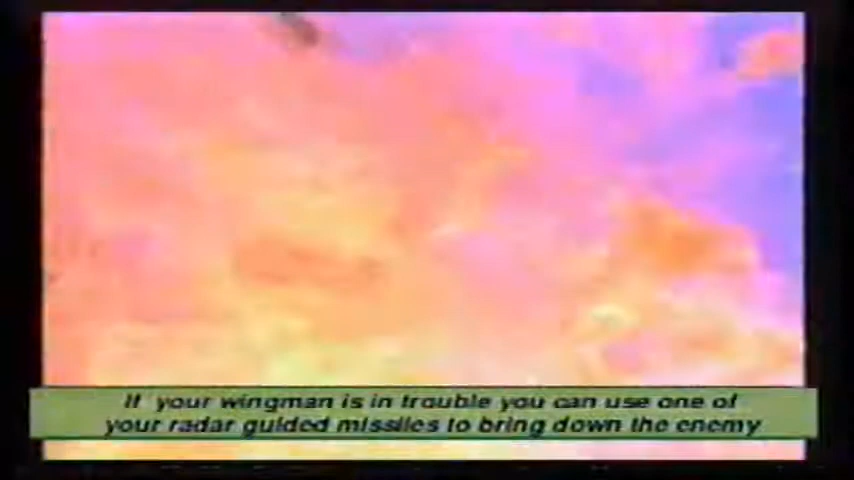 If your wingman is in trouble you can use one of
your radar guided missiles to bring down the enemy